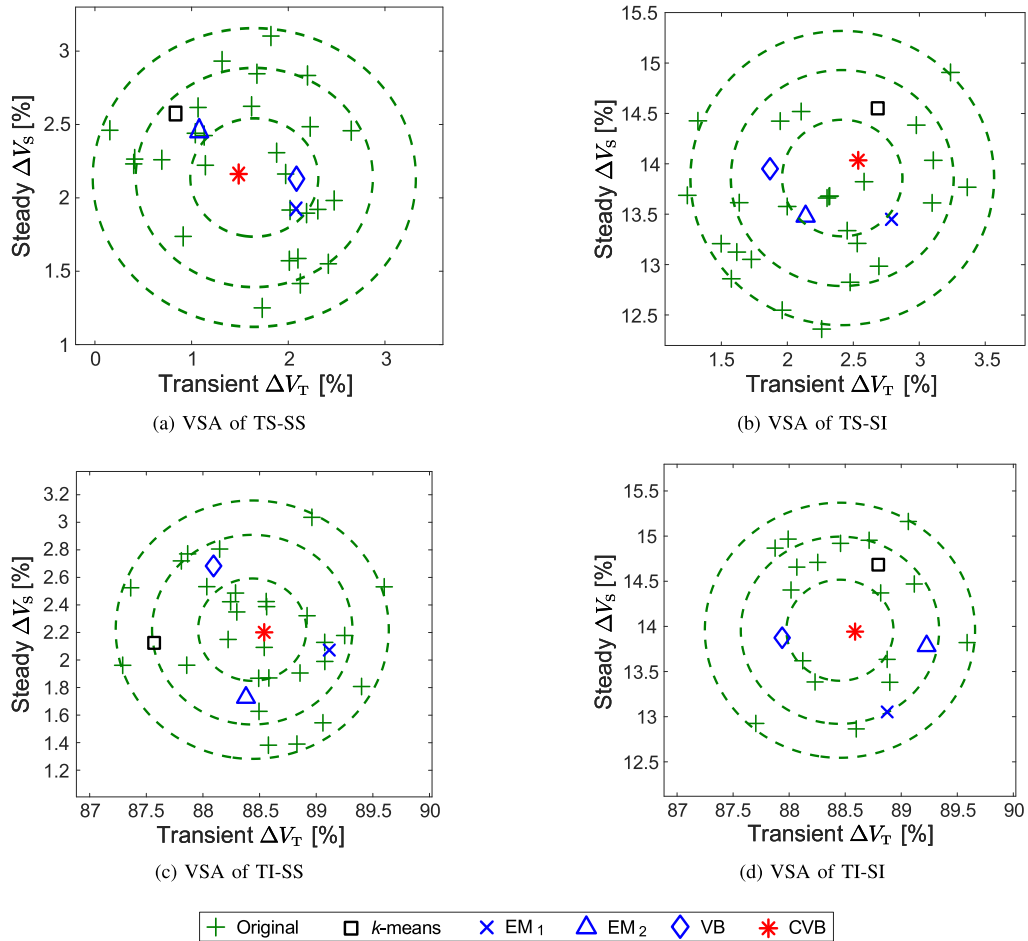 3
2.5
2
1.5
1
Steady ΔV_S [%]
0 1 2 3
Transient ΔV_T [%]
(a) VSA of TS-SS
15.5
15
14.5
14
13.5
13
12.5
Steady ΔV_S [%]
1.5 2 2.5 3 3.5
Transient ΔV_T [%]
(b) VSA of TS-SI
3.2
3
2.8
2.6
2.4
2.2
2
1.8
1.6
1.4
1.2
Steady ΔV_S [%]
87 87.5 88 88.5 89 89.5 90
Transient ΔV_T [%]
(c) VSA of TI-SS
15.5
15
14.5
14
13.5
13
12.5
Steady ΔV_S [%]
87 87.5 88 88.5 89 89.5 90
Transient ΔV_T [%]
(d) VSA of TI-SI
Original k-means EM 1 EM 2 VB CVB